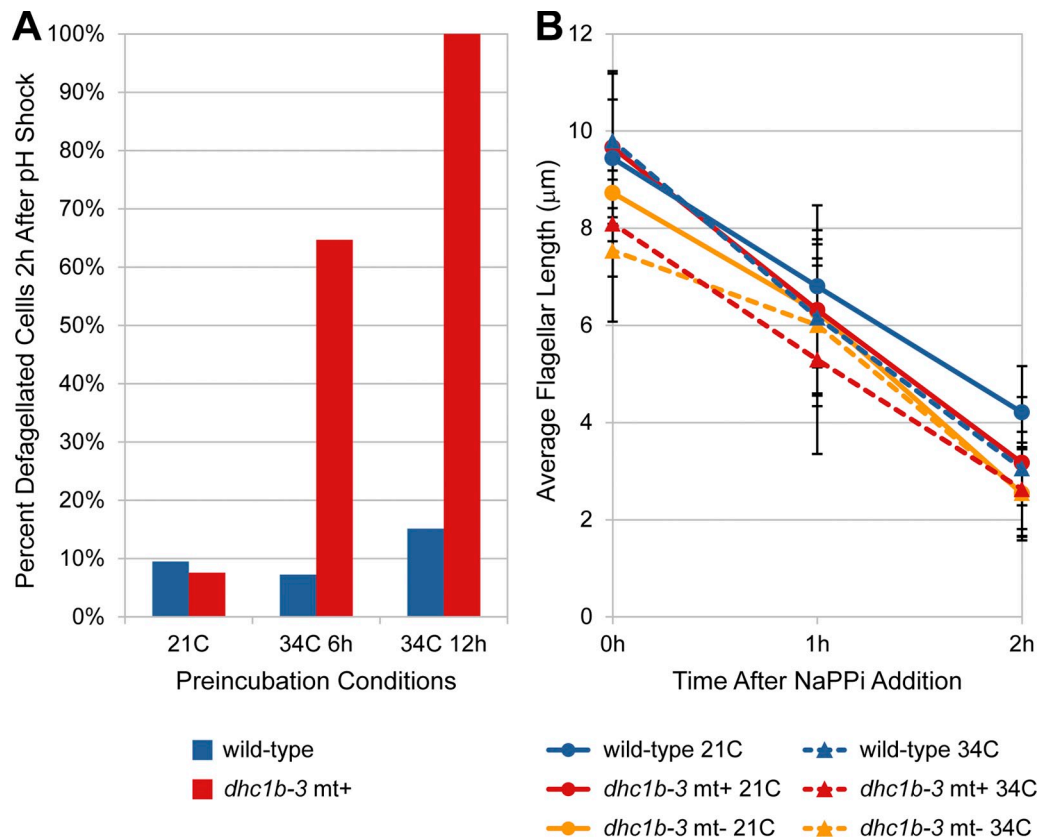 A
Percent Defagellated Cells 2h After pH Shock
100%
90%
80%
70%
60%
50%
40%
30%
20%
10%
0%
21C
34C 6h
34C 12h
Preincubation Conditions
wild-type
dhc1b-3 mt+
B
Average Flagellar Length (μm)
12
10
8
6
4
2
0
0h
1h
2h
Time After NaPPi Addition
wild-type 21C
wild-type 34C
dhc1b-3 mt+ 21C
dhc1b-3 mt+ 34C
dhc1b-3 mt- 21C
dhc1b-3 mt- 34C